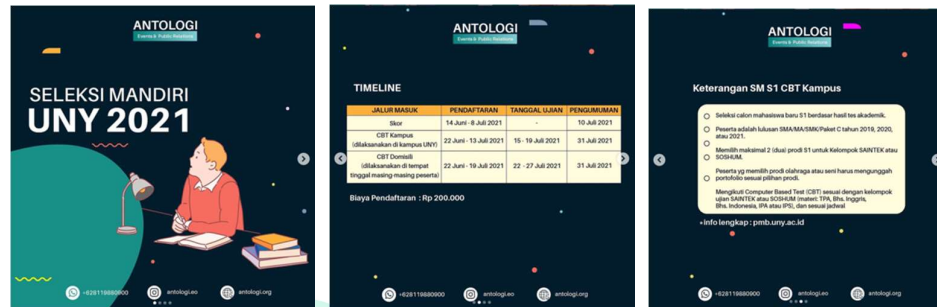 ANTOLOGI
Events & Public Relations
SELEKSI MANDIRI
UNY 2021
+628119880900
antologi.eo
antologi.org
ANTOLOGI
Events & Public Relations
TIMELINE
JALUR MASUK PENDAFTARAN TANGGAL UJIAN PENGUMUMAN
Skor 14 Juni - 8 Juli 2021 - 10 Juli 2021
CBT Kampus
(dilaksanakan di kampus UNY) 22 Juni - 13 Juli 2021 15 - 19 Juli 2021 31 Juli 2021
CBT Domisili
(dilaksanakan di tempat
tinggal masing-masing peserta) 22 Juni - 19 Juli 2021 22 - 27 Juli 2021 31 Juli 2021
Biaya Pendaftaran : Rp 200.000
+628119880900
antologi.eo
antologi.org
ANTOLOGI
Events & Public Relations
Keterangan SM S1 CBT Kampus
Seleksi calon mahasiswa baru S1 berdasar hasil tes akademik.
Peserta adalah lulusan SMA/MA/SMK/Paket C tahun 2019, 2020,
atau 2021.
Memilih maksimal 2 (dua) prodi S1 untuk Kelompok SAINTEK atau
SOSHUM.
Peserta yg memilih prodi olahraga atau seni harus mengunggah
portofolio sesuai pilihan prodi.
Mengikuti Computer Based Test (CBT) sesuai dengan kelompok
ujian SAINTEK atau SOSHUM (materi: TPA, Bhs. Inggris,
Bhs. Indonesia, IPA atau IPS), dan sesuai jadwal
*info lengkap : pmb.uny.ac.id
+628119880900
antologi.eo
antologi.org